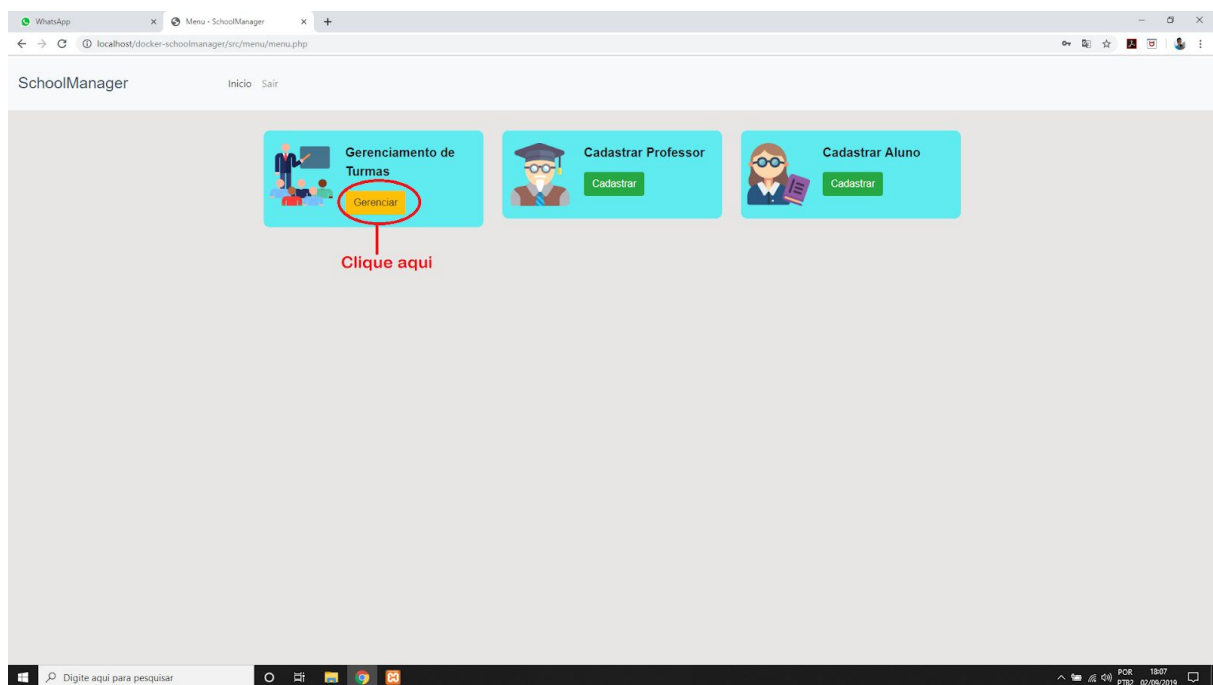 WhatsApp
Menu - SchoolManager
localhost/docker-schoolmanager/src/menu/menu.php
SchoolManager
Inicio Sair
Gerenciamento de
Turmas
Gerenciar
Cadastrar Professor
Cadastrar
Cadastrar Aluno
Cadastrar
Clique aqui
Digite aqui para pesquisar
POR
PTB2
18:07
02/09/2019